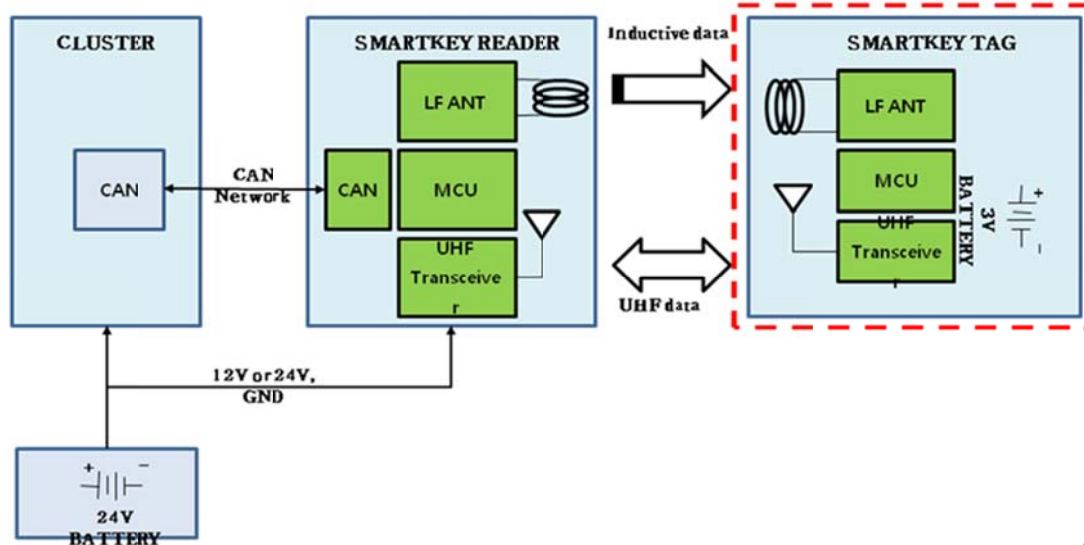 CLUSTER
CAN
CAN
Network
SMARTKEY READER
LF ANT
CAN
MCU
UHF
Transceive
r
Inductive data
UHF data
SMARTKEY TAG
LF ANT
MCU
UHF
Transceive
r
3V
BATTERY
+
-
12V or 24V,
GND
+ -
24V
BATTERY